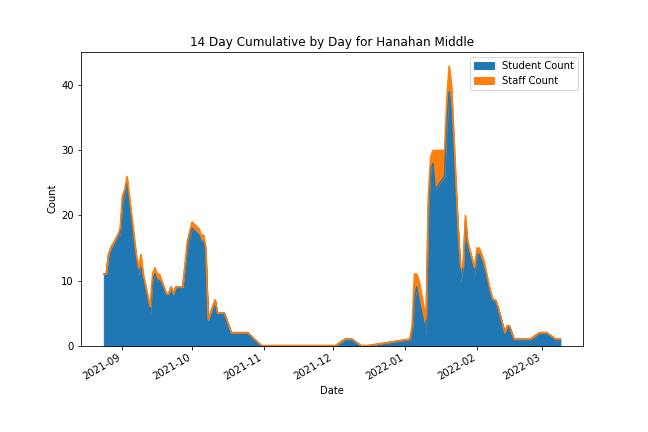 14 Day Cumulative by Day for Hanahan Middle
Student Count
Staff Count
Count
40
30
20
10
0
2021-09
2021-10
2021-11
2021-12
2022-01
2022-02
2022-03
Date